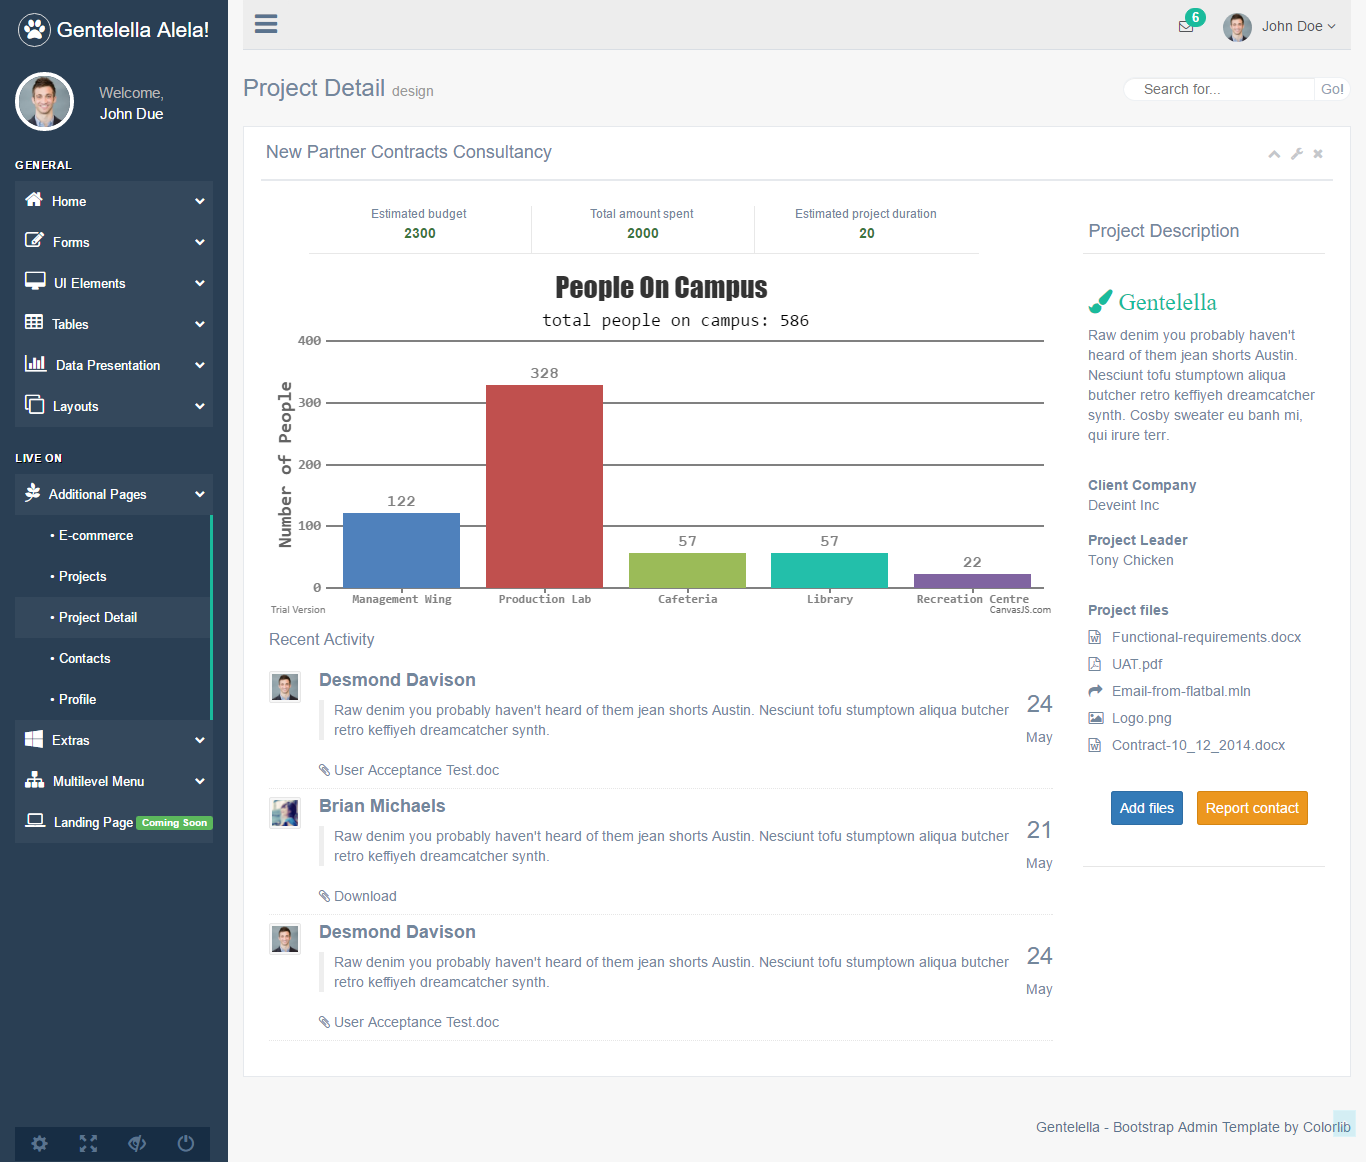 Gentelella Alela!
6
John Doe
Welcome,
John Due
Project Detail design
Search for...
Go!
GENERAL
Home
Forms
UI Elements
Tables
Data Presentation
Layouts
LIVE ON
Additional Pages
• E-commerce
• Projects
• Project Detail
• Contacts
• Profile
Extras
Multilevel Menu
Landing Page Coming Soon
New Partner Contracts Consultancy
Estimated budget
2300
Total amount spent
2000
Estimated project duration
20
People On Campus
total people on campus: 586
Number of People
400
300
200
100
0
122
328
57
57
22
Management Wing
Production Lab
Cafeteria
Library
Recreation Centre
Trial Version
CanvasJS.com
Recent Activity
Desmond Davison
Raw denim you probably haven't heard of them jean shorts Austin. Nesciunt tofu stumptown aliqua butcher
retro keffiyeh dreamcatcher synth.
24
May
User Acceptance Test.doc
Brian Michaels
Raw denim you probably haven't heard of them jean shorts Austin. Nesciunt tofu stumptown aliqua butcher
retro keffiyeh dreamcatcher synth.
21
May
Download
Desmond Davison
Raw denim you probably haven't heard of them jean shorts Austin. Nesciunt tofu stumptown aliqua butcher
retro keffiyeh dreamcatcher synth.
24
May
User Acceptance Test.doc
Project Description
Gentelella
Raw denim you probably haven't
heard of them jean shorts Austin.
Nesciunt tofu stumptown aliqua
butcher retro keffiyeh dreamcatcher
synth. Cosby sweater eu banh mi,
qui irure terr.
Client Company
Deveint Inc
Project Leader
Tony Chicken
Project files
Functional-requirements.docx
UAT.pdf
Email-from-flatbal.mln
Logo.png
Contract-10_12_2014.docx
Add files
Report contact
Gentelella - Bootstrap Admin Template by Colorlib